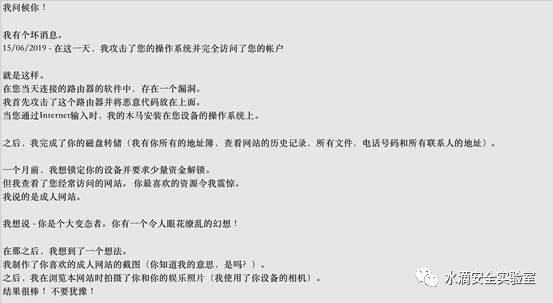 我问候你！
我有个坏消息。
15/06/2019 - 在这一天，我攻击了您的操作系统并完全访问了您的帐户
就是这样。
在您当天连接的路由器的软件中，存在一个漏洞。
我首先攻击了这个路由器并将恶意代码放在上面。
当您通过Internet输入时，我的木马安装在您设备的操作系统上。
之后，我完成了你的磁盘转储（我有你所有的地址簿，查看网站的历史记录，所有文件，电话号码和所有联系人的地址）。
一个月前，我想锁定你的设备并要求少量资金解锁。
但我查看了您经常访问的网站。 你最喜欢的资源令我震惊。
我说的是成人网站。
我想说 - 你是个大变态者。你有一个令人眼花缭乱的幻想！
在那之后，我想到了一个想法。
我制作了你喜欢的成人网站的截图（你知道我的意思，是吗？）。
之后，我在浏览本网站时拍摄了你和你的娱乐照片（我使用了你设备的相机）。
结果很棒！ 不要犹豫！
水滴安全实验室